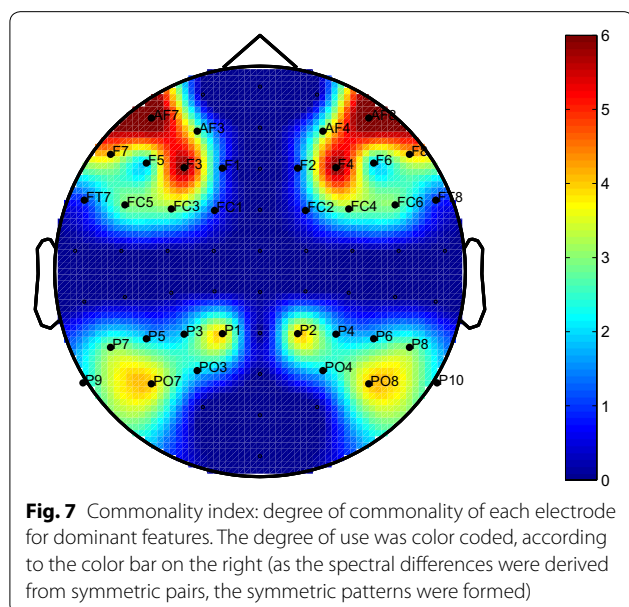 6
5
4
3
2
1
0
AF7 AF8
AF3 AF4
F7 F5 F3 F1 F2 F4 F6 F8
FT7 FC5 FC3 FC1 FC2 FC4 FC6 FT8
P7 P5 P3 P1 P2 P4 P6 P8
P9 PO7 PO3 PO4 PO8 P10
Fig. 7 Commonality index: degree of commonality of each electrode
for dominant features. The degree of use was color coded, according
to the color bar on the right (as the spectral differences were derived
from symmetric pairs, the symmetric patterns were formed)